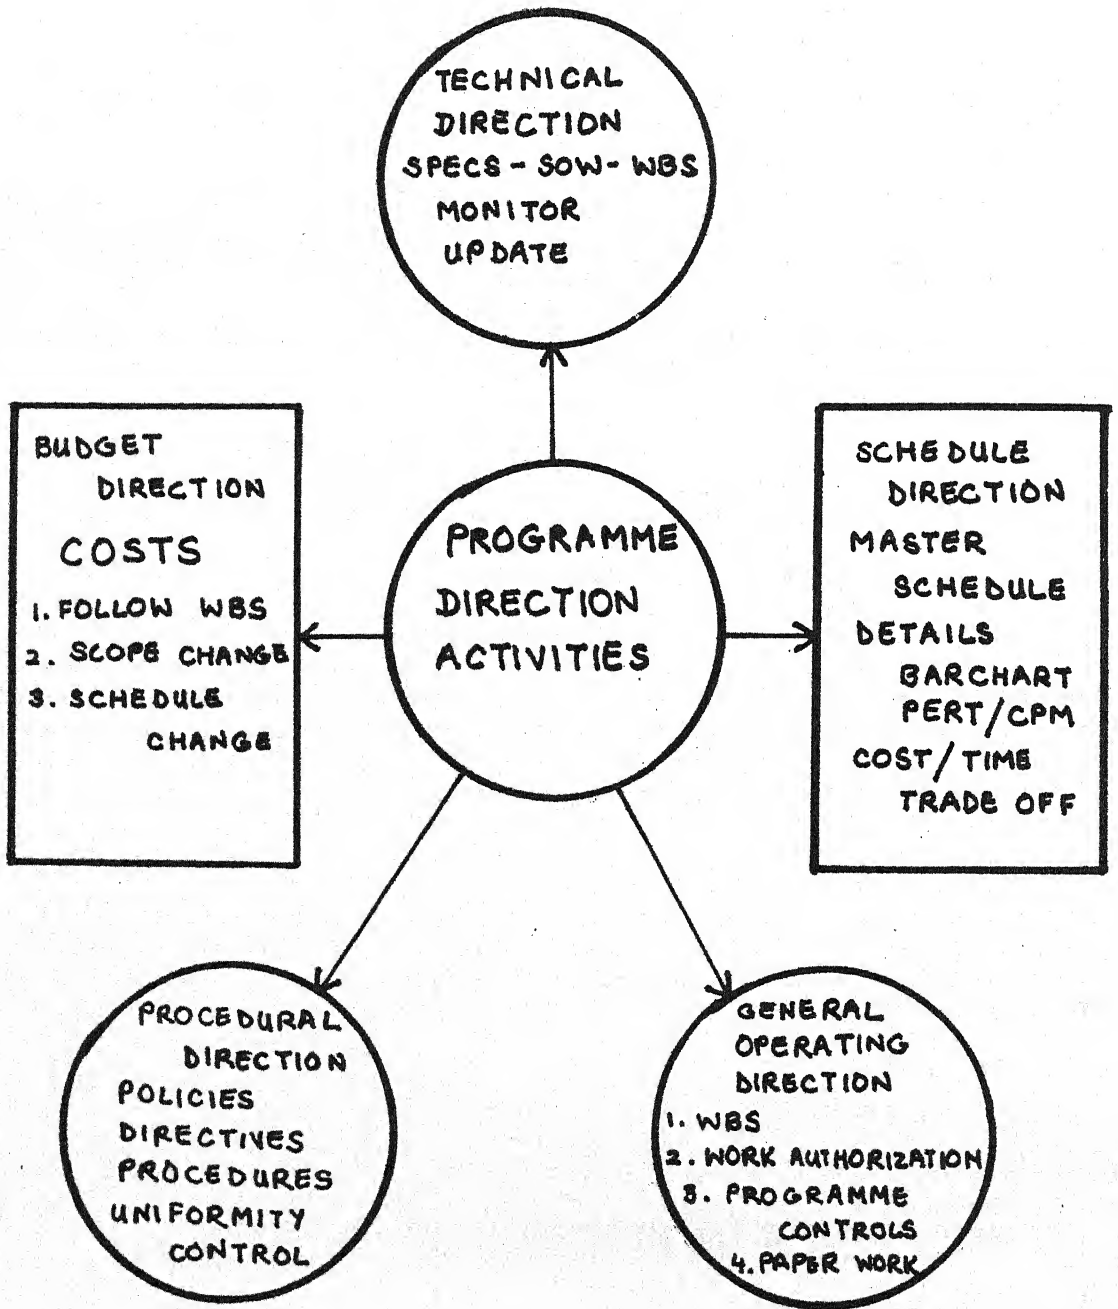 TECHNICAL
DIRECTION
SPECS - SOW - WBS
MONITOR
UPDATE
BUDGET
DIRECTION
COSTS
1. FOLLOW WBS
2. SCOPE CHANGE
3. SCHEDULE
CHANGE
PROGRAMME
DIRECTION
ACTIVITIES
SCHEDULE
DIRECTION
MASTER
SCHEDULE
DETAILS
BARCHART
PERT/CPM
COST/TIME
TRADE OFF
PROCEDURAL
DIRECTION
POLICIES
DIRECTIVES
PROCEDURES
UNIFORMITY
CONTROL
GENERAL
OPERATING
DIRECTION
1. WBS
2. WORK AUTHORIZATION
3. PROGRAMME
CONTROLS
4. PAPER WORK